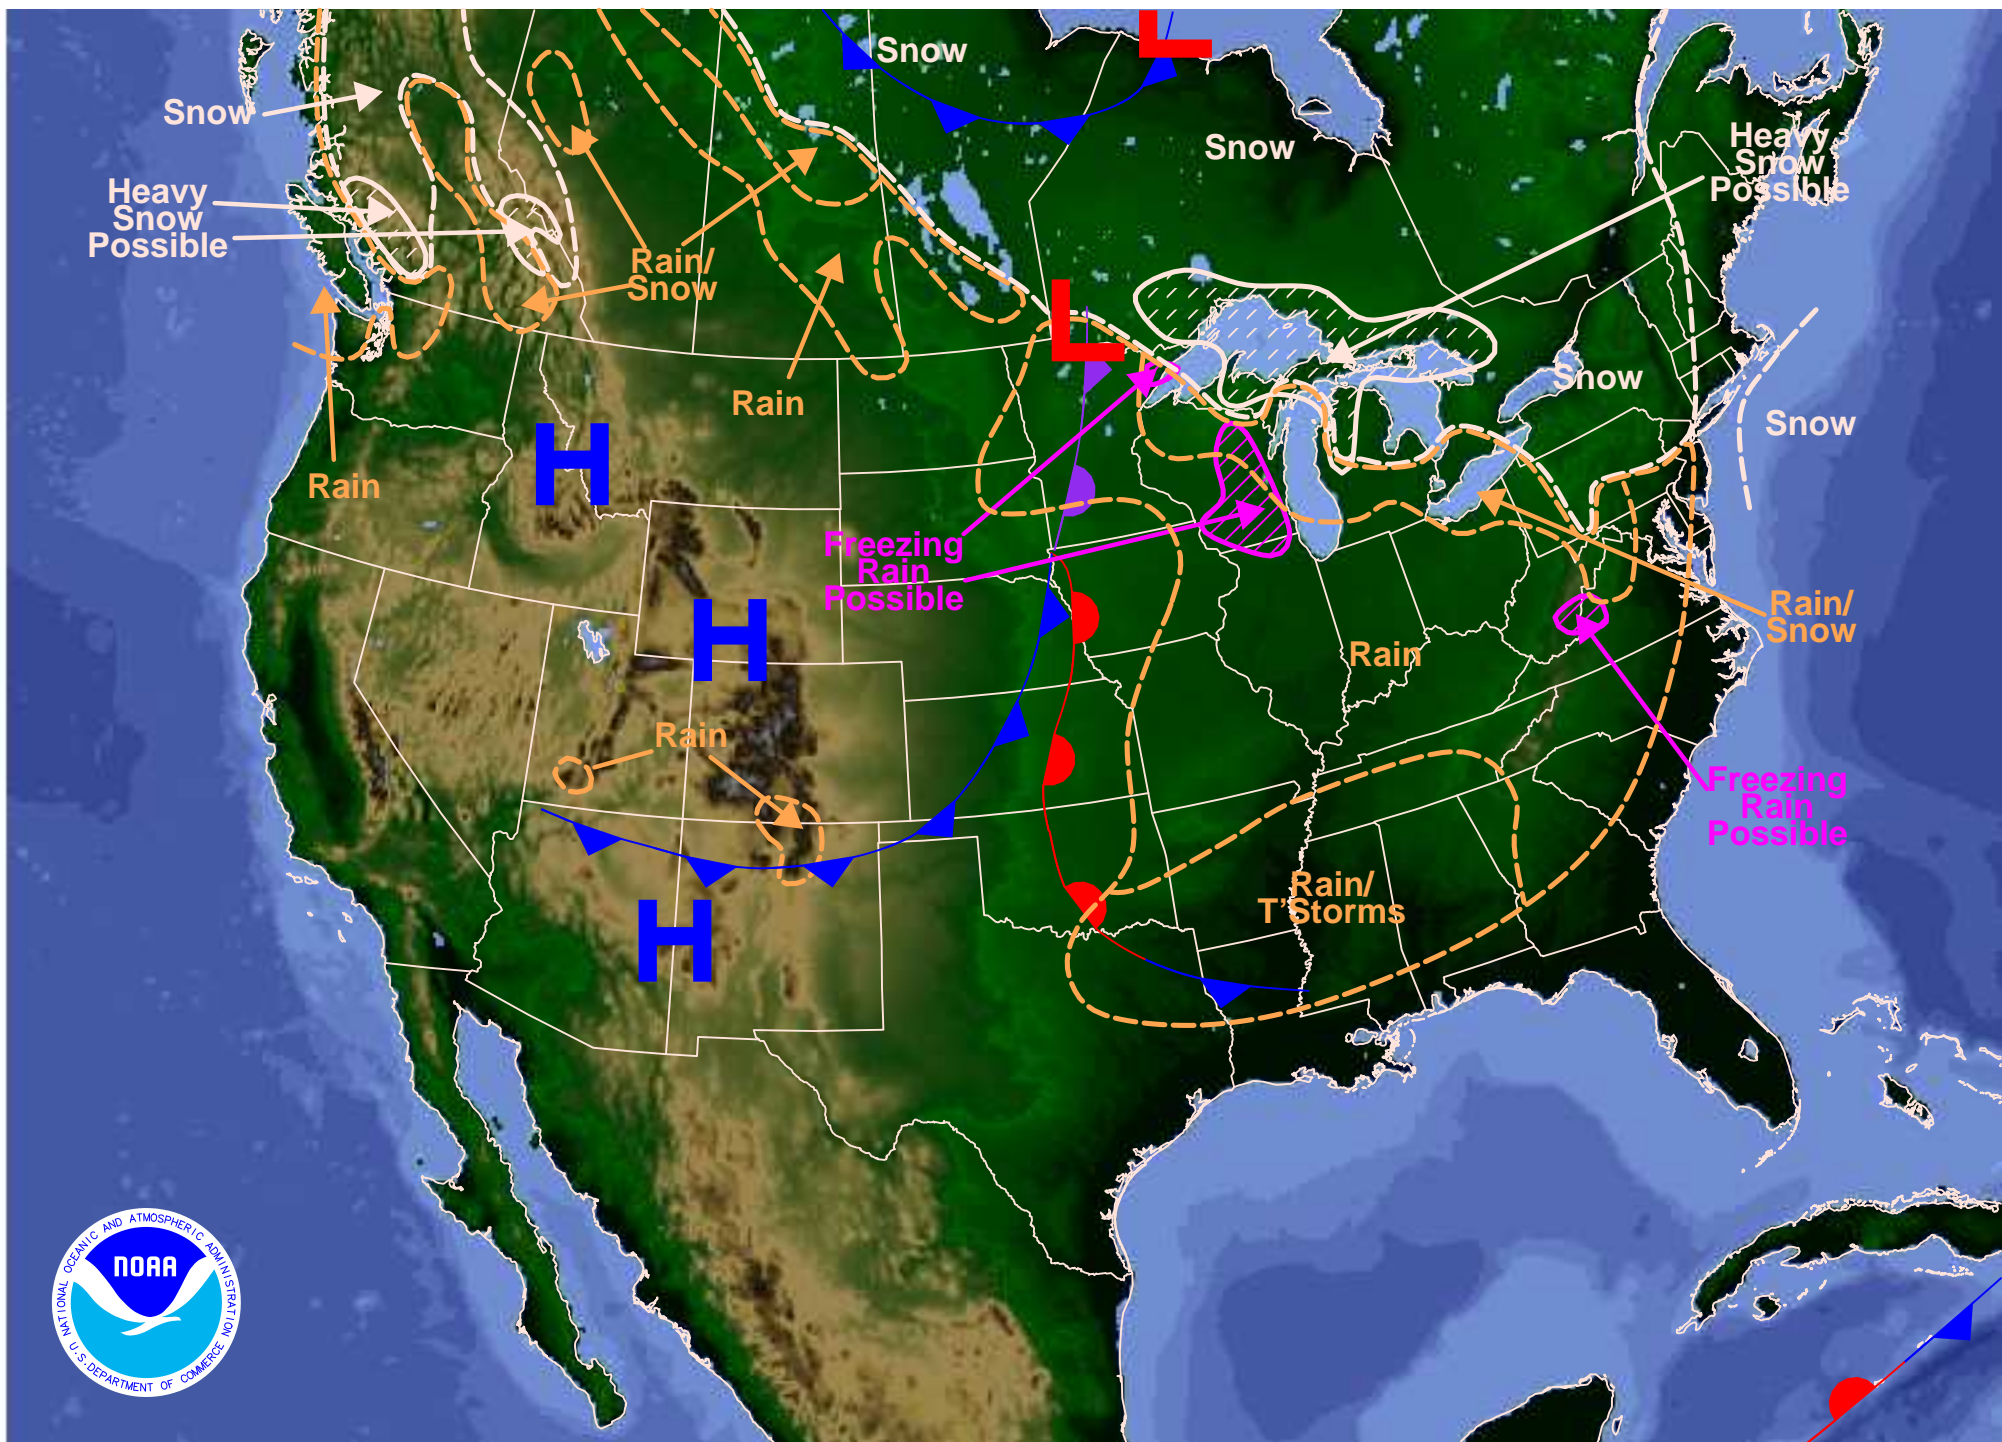 L
Snow
Snow
Heavy
Snow
Possible
Snow
Heavy
Snow
Possible
Rain/
Snow
L
Rain
Snow
Snow
H
Rain
Freezing
Rain
Possible
H
Rain/
Snow
Rain
Rain
Freezing
Rain
Possible
Rain/
T'Storms
H
NATIONAL OCEANIC AND ATMOSPHERIC ADMINISTRATION
NOAA
U.S. DEPARTMENT OF COMMERCE